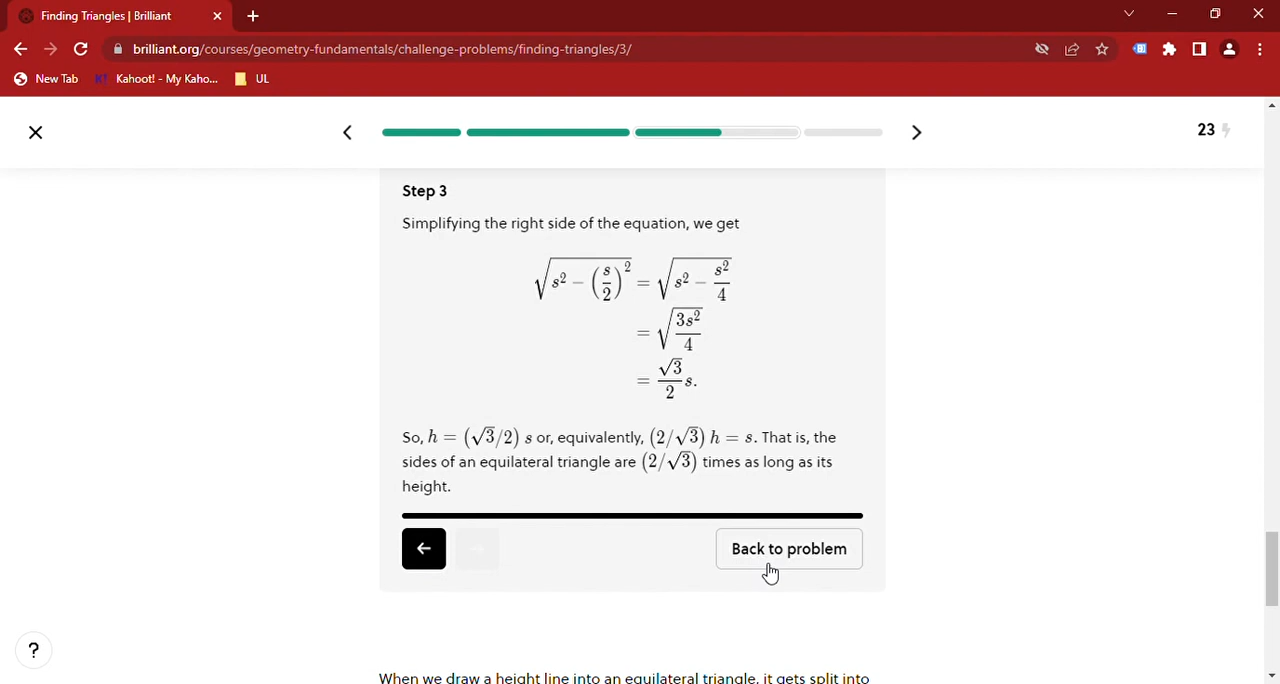 Finding Triangles | Brilliant
brilliant.org/courses/geometry-fundamentals/challenge-problems/finding-triangles/3/
New Tab Kahoot! - My Kaho... UL
23
Step 3
Simplifying the right side of the equation, we get
√(s² − (s/2)²) = √(s² − s²/4)
= √(3s²/4)
= √3/2 s.
So, h = (√3/2) s or, equivalently, (2/√3) h = s. That is, the
sides of an equilateral triangle are (2/√3) times as long as its
height.
← → Back to problem
?
When we draw a height line into an equilateral triangle, it gets split into